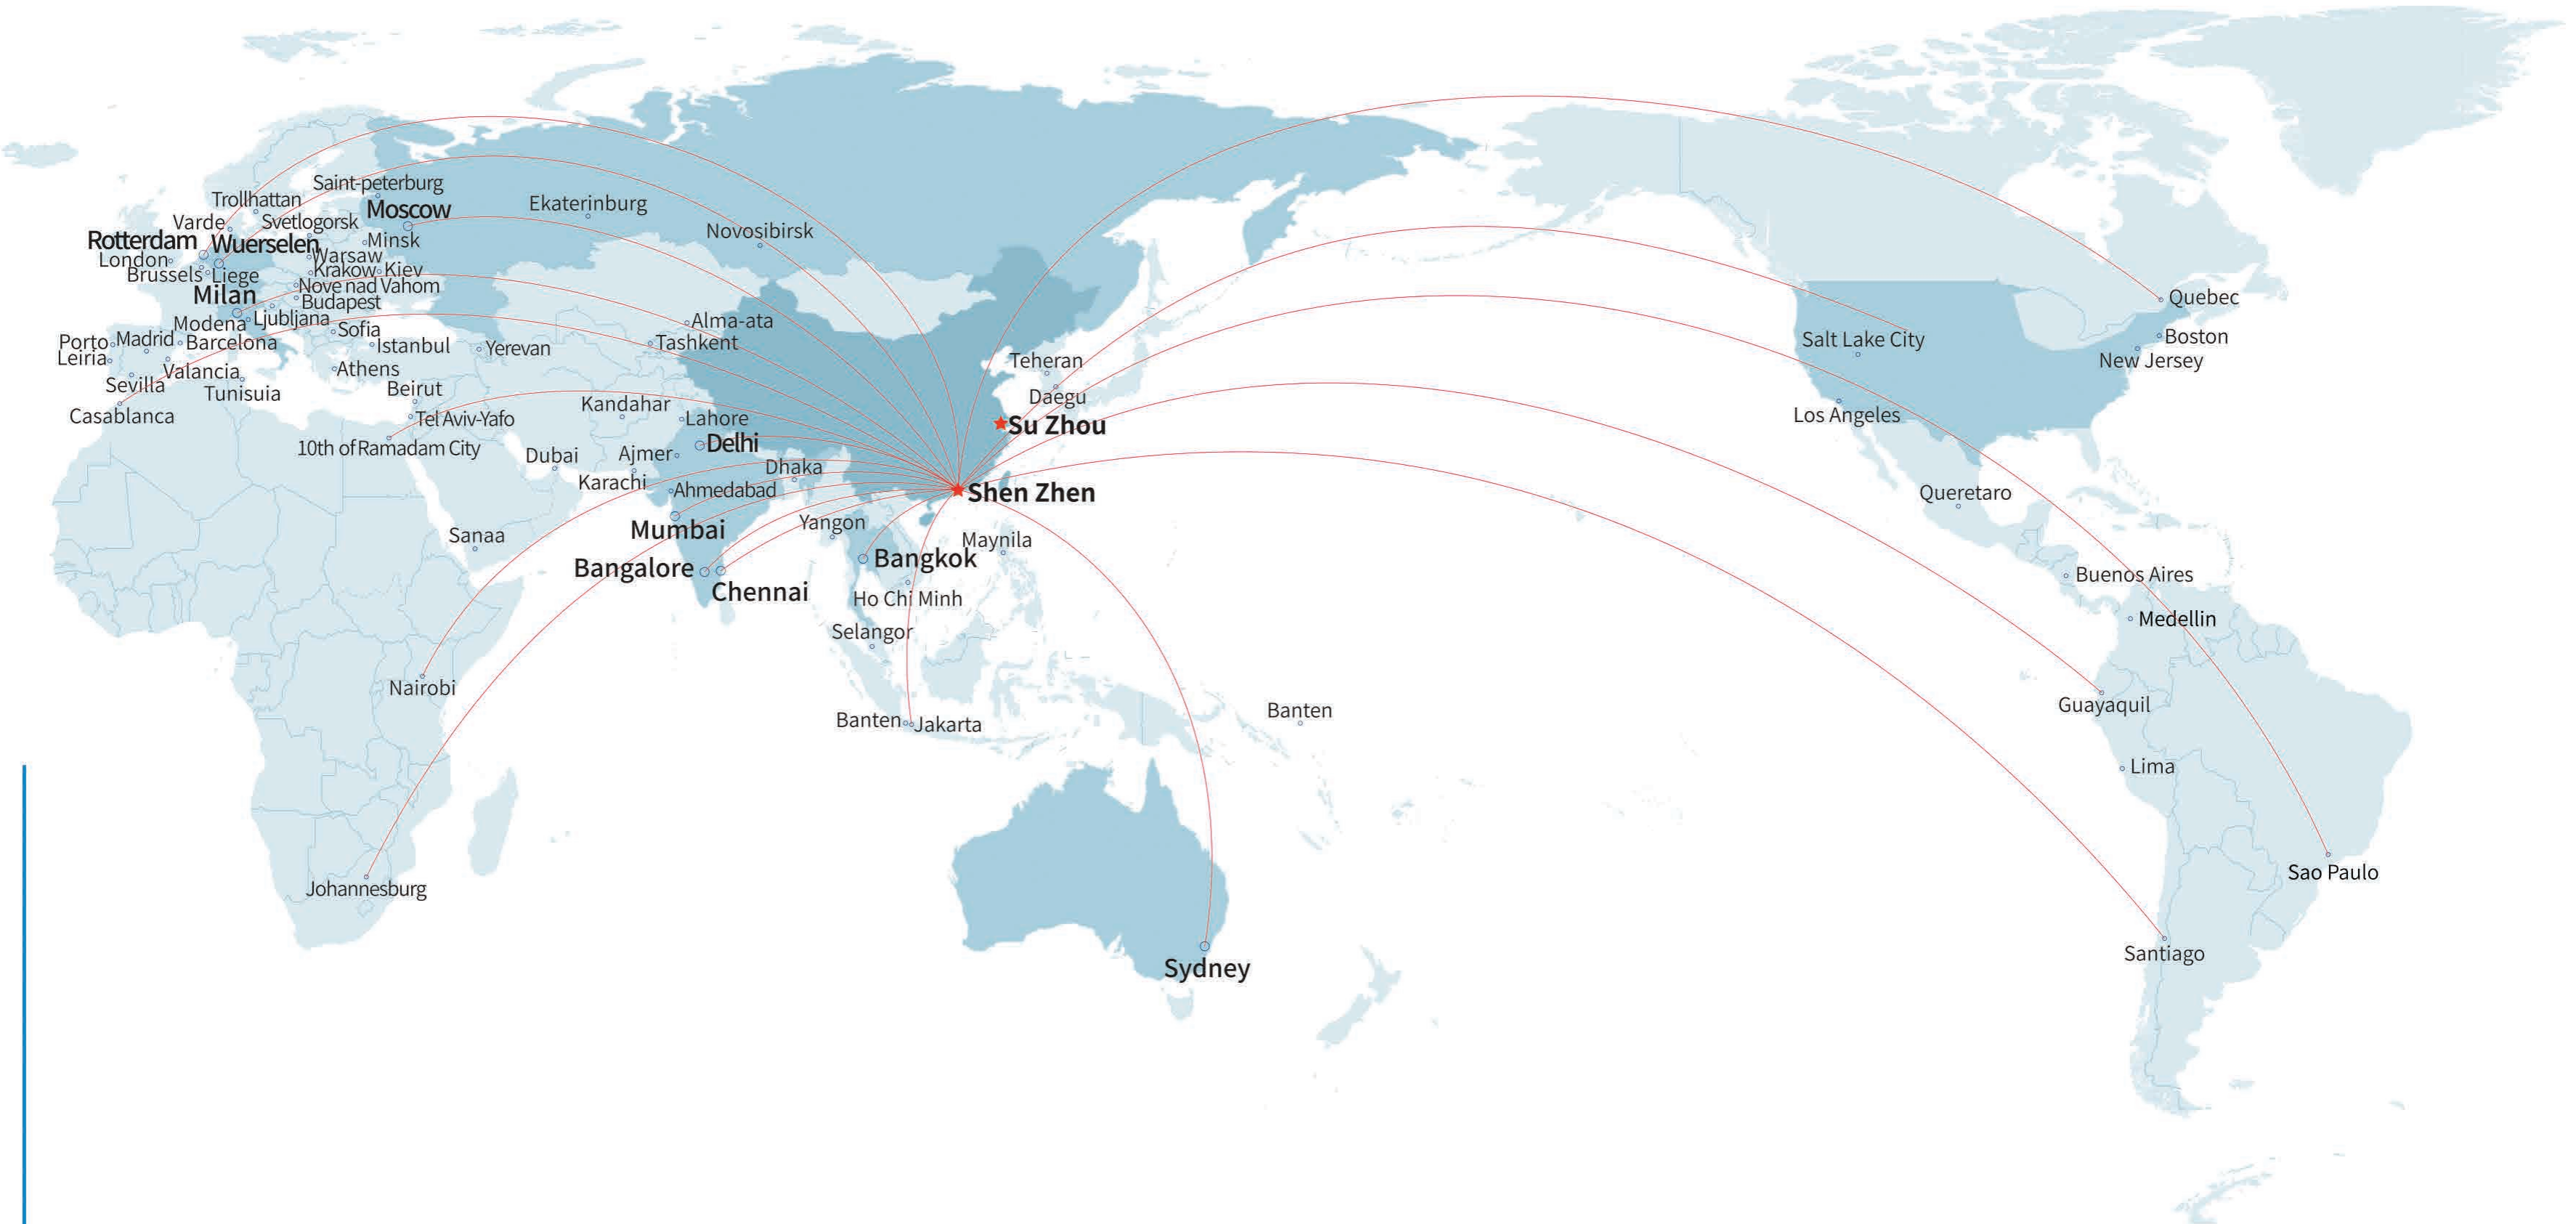 Saint-peterburg
Trollhattan
Moscow
Ekaterinburg
Varde
Svetlogorsk
Novosibirsk
Rotterdam
Wuerselen
Minsk
London
Warsaw
Brussels
Liege
Krakow
Kiev
Nove nad Vahom
Milan
Budapest
Modena
Ljubljana
Sofia
Alma-ata
Porto
Madrid
Barcelona
Istanbul
Yerevan
Tashkent
Leiria
Valancia
Athens
Sevilla
Tunisuia
Beirut
Casablanca
Tel Aviv-Yafo
Kandahar
Lahore
10th of Ramadam City
Delhi
Dubai
Ajmer
Dhaka
Karachi
Ahmedabad
Mumbai
Sanaa
Yangon
Bangalore
Chennai
Bangkok
Maynila
Ho Chi Minh
Selangor
Nairobi
Banten
Jakarta
Banten
Johannesburg
Sydney
Teheran
Daegu
Su Zhou
Shen Zhen
Quebec
Salt Lake City
Boston
New Jersey
Los Angeles
Queretaro
Buenos Aires
Medellin
Guayaquil
Lima
Sao Paulo
Santiago